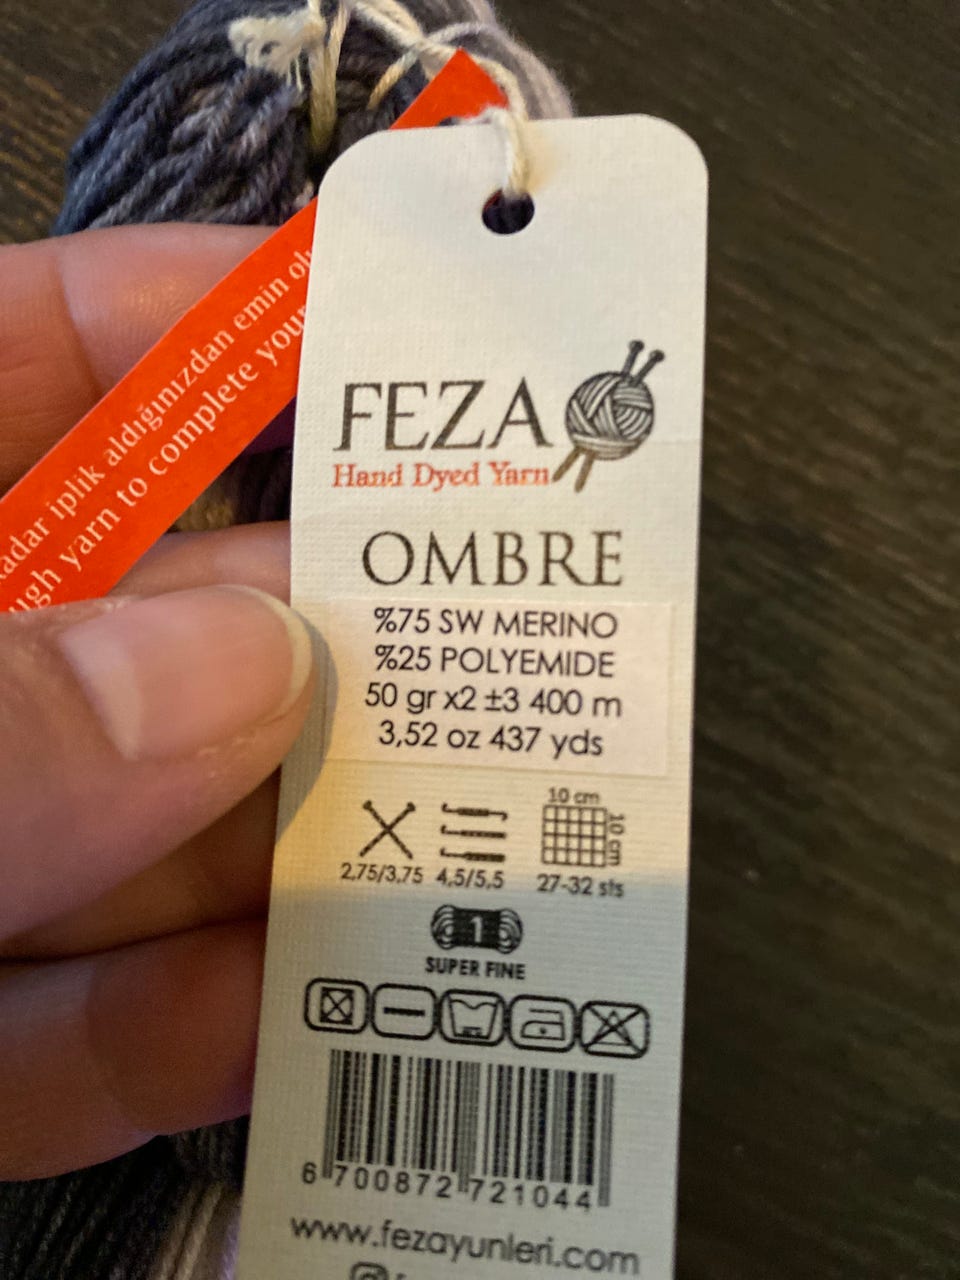 adar iplik aldığınızdan emin olu
ugh yarn to complete your
FEZA
Hand Dyed Yarn
OMBRE
%75 SW MERINO
%25 POLYEMIDE
50 gr x2 ±3 400 m
3,52 oz 437 yds
10 cm
10 cm
2,75/3,75 4,5/5,5 27-32 sts
1
SUPER FINE
6 700872 721044
www.fezayunleri.com